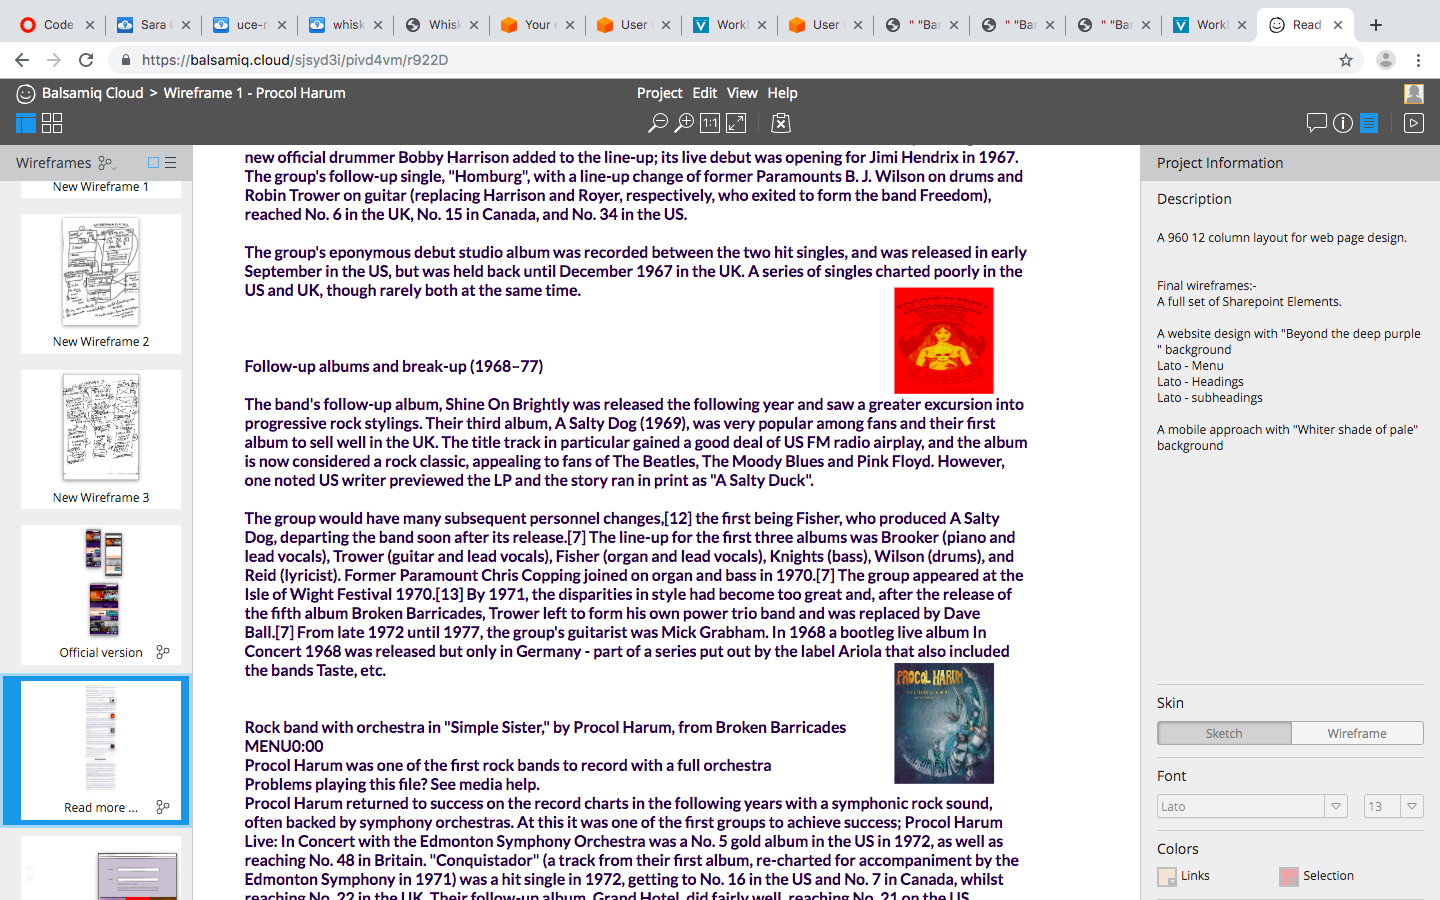 Code
Sara
uce-r
whisk
Whisk
Your
User
Workb
User
" "Bar
" "Bar
" "Bar
Workb
Read
https://balsamiq.cloud/sjsyd3i/pivd4vm/r922D
Balsamiq Cloud > Wireframe 1 - Procol Harum
Project Edit View Help
1:1
Wireframes
New Wireframe 1
New Wireframe 2
New Wireframe 3
Official version
Read more ...
new official drummer Bobby Harrison added to the line-up; its live debut was opening for Jimi Hendrix in 1967.
The group's follow-up single, "Homburg", with a line-up change of former Paramounts B. J. Wilson on drums and
Robin Trower on guitar (replacing Harrison and Royer, respectively, who exited to form the band Freedom),
reached No. 6 in the UK, No. 15 in Canada, and No. 34 in the US.
The group's eponymous debut studio album was recorded between the two hit singles, and was released in early
September in the US, but was held back until December 1967 in the UK. A series of singles charted poorly in the
US and UK, though rarely both at the same time.
Follow-up albums and break-up (1968–77)
The band's follow-up album, Shine On Brightly was released the following year and saw a greater excursion into
progressive rock stylings. Their third album, A Salty Dog (1969), was very popular among fans and their first
album to sell well in the UK. The title track in particular gained a good deal of US FM radio airplay, and the album
is now considered a rock classic, appealing to fans of The Beatles, The Moody Blues and Pink Floyd. However,
one noted US writer previewed the LP and the story ran in print as "A Salty Duck".
The group would have many subsequent personnel changes,[12] the first being Fisher, who produced A Salty
Dog, departing the band soon after its release.[7] The line-up for the first three albums was Brooker (piano and
lead vocals), Trower (guitar and lead vocals), Fisher (organ and lead vocals), Knights (bass), Wilson (drums), and
Reid (lyricist). Former Paramount Chris Copping joined on organ and bass in 1970.[7] The group appeared at the
Isle of Wight Festival 1970.[13] By 1971, the disparities in style had become too great and, after the release of
the fifth album Broken Barricades, Trower left to form his own power trio band and was replaced by Dave
Ball.[7] From late 1972 until 1977, the group's guitarist was Mick Grabham. In 1968 a bootleg live album In
Concert 1968 was released but only in Germany - part of a series put out by the label Ariola that also included
the bands Taste, etc.
PROCOL HARUM
Rock band with orchestra in "Simple Sister," by Procol Harum, from Broken Barricades
MENU0:00
Procol Harum was one of the first rock bands to record with a full orchestra
Problems playing this file? See media help.
Procol Harum returned to success on the record charts in the following years with a symphonic rock sound,
often backed by symphony orchestras. At this it was one of the first groups to achieve success; Procol Harum
Live: In Concert with the Edmonton Symphony Orchestra was a No. 5 gold album in the US in 1972, as well as
reaching No. 48 in Britain. "Conquistador" (a track from their first album, re-charted for accompaniment by the
Edmonton Symphony in 1971) was a hit single in 1972, getting to No. 16 in the US and No. 7 in Canada, whilst
reaching No. 22 in the UK. Their follow-up album, Grand Hotel, did fairly well, reaching No. 21 on the US
Project Information
Description
A 960 12 column layout for web page design.
Final wireframes:-
A full set of Sharepoint Elements.
A website design with "Beyond the deep purple
" background
Lato - Menu
Lato - Headings
Lato - subheadings
A mobile approach with "Whiter shade of pale"
background
Skin
Sketch
Wireframe
Font
Lato
13
Colors
Links
Selection